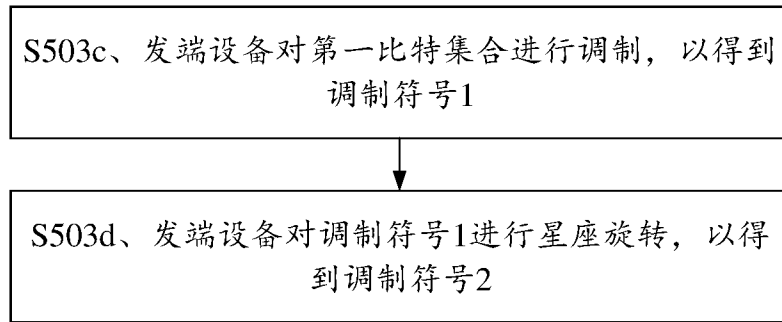 S503c、发端设备对第一比特集合进行调制，以得到
调制符号1
S503d、发端设备对调制符号1进行星座旋转，以得
到调制符号2